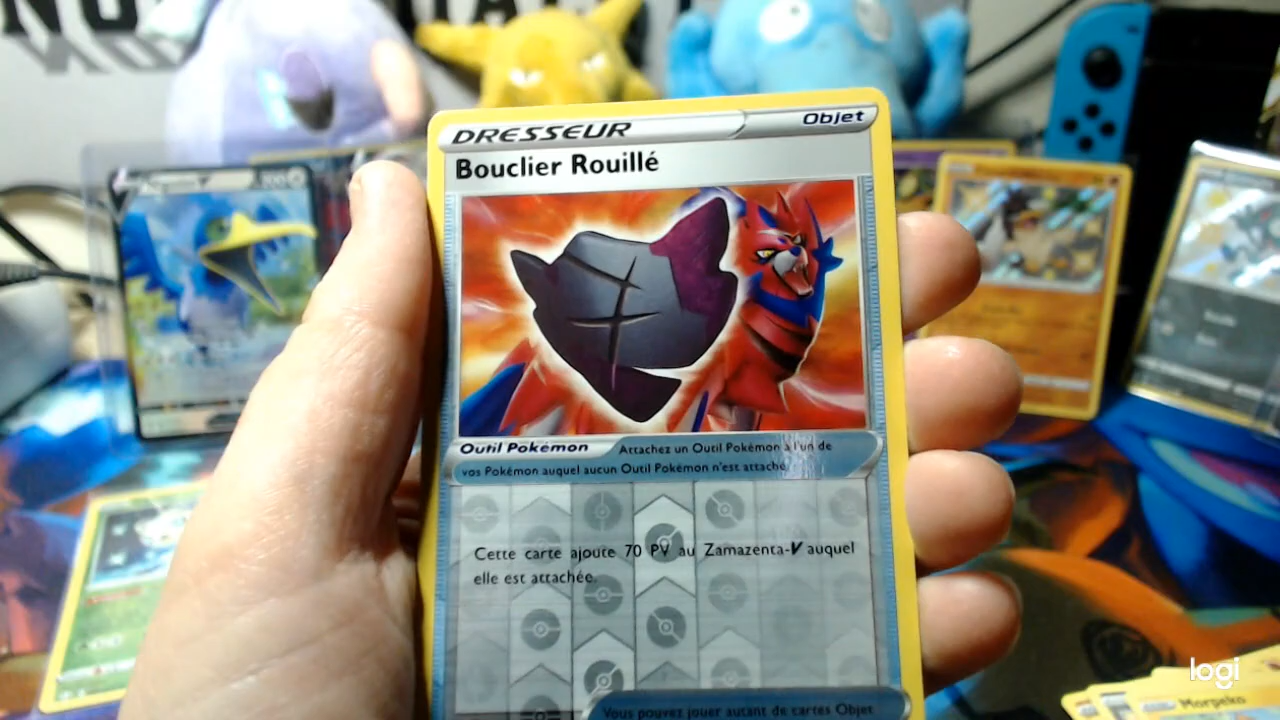 DRESSEUR
Objet
Bouclier Rouillé
Outil Pokémon
Attachez un Outil Pokémon à l'un de
vos Pokémon auquel aucun Outil Pokémon n'est attaché
Cette carte ajoute 70 PV au Zamazenta-V auquel
elle est attachée.
Vous pouvez jouer autant de cartes Objet
logi
Morpeko